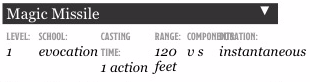 Magic Missile ▼
LEVEL: SCHOOL: CASTING TIME: RANGE: COMPONENTS: DURATION:
1 evocation 1 action 120 feet v s instantaneous